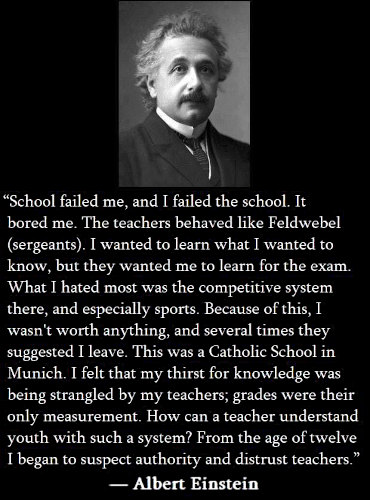 “School failed me, and I failed the school. It
bored me. The teachers behaved like Feldwebel
(sergeants). I wanted to learn what I wanted to
know, but they wanted me to learn for the exam.
What I hated most was the competitive system
there, and especially sports. Because of this, I
wasn't worth anything, and several times they
suggested I leave. This was a Catholic School in
Munich. I felt that my thirst for knowledge was
being strangled by my teachers; grades were their
only measurement. How can a teacher understand
youth with such a system? From the age of twelve
I began to suspect authority and distrust teachers.”
— Albert Einstein